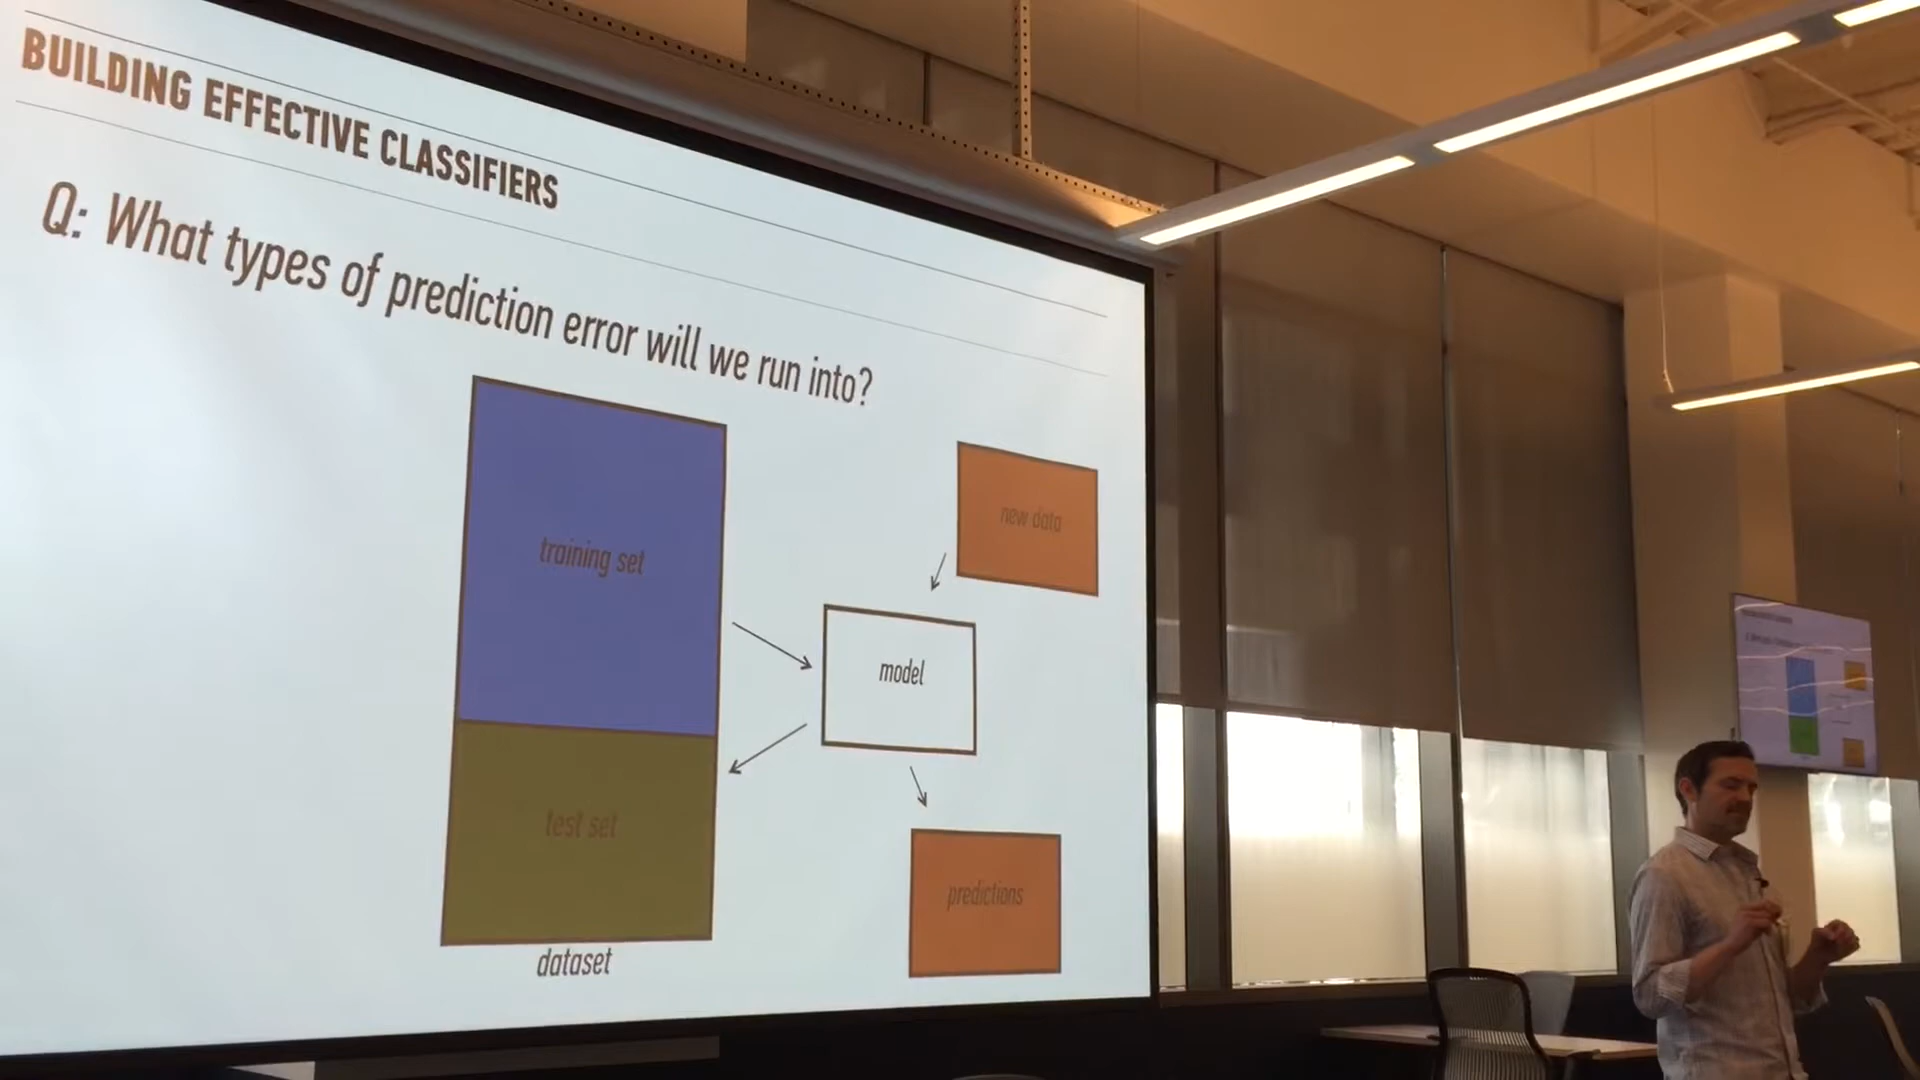 BUILDING EFFECTIVE CLASSIFIERS
Q: What types of prediction error will we run into?
training set
new data
model
test set
predictions
dataset